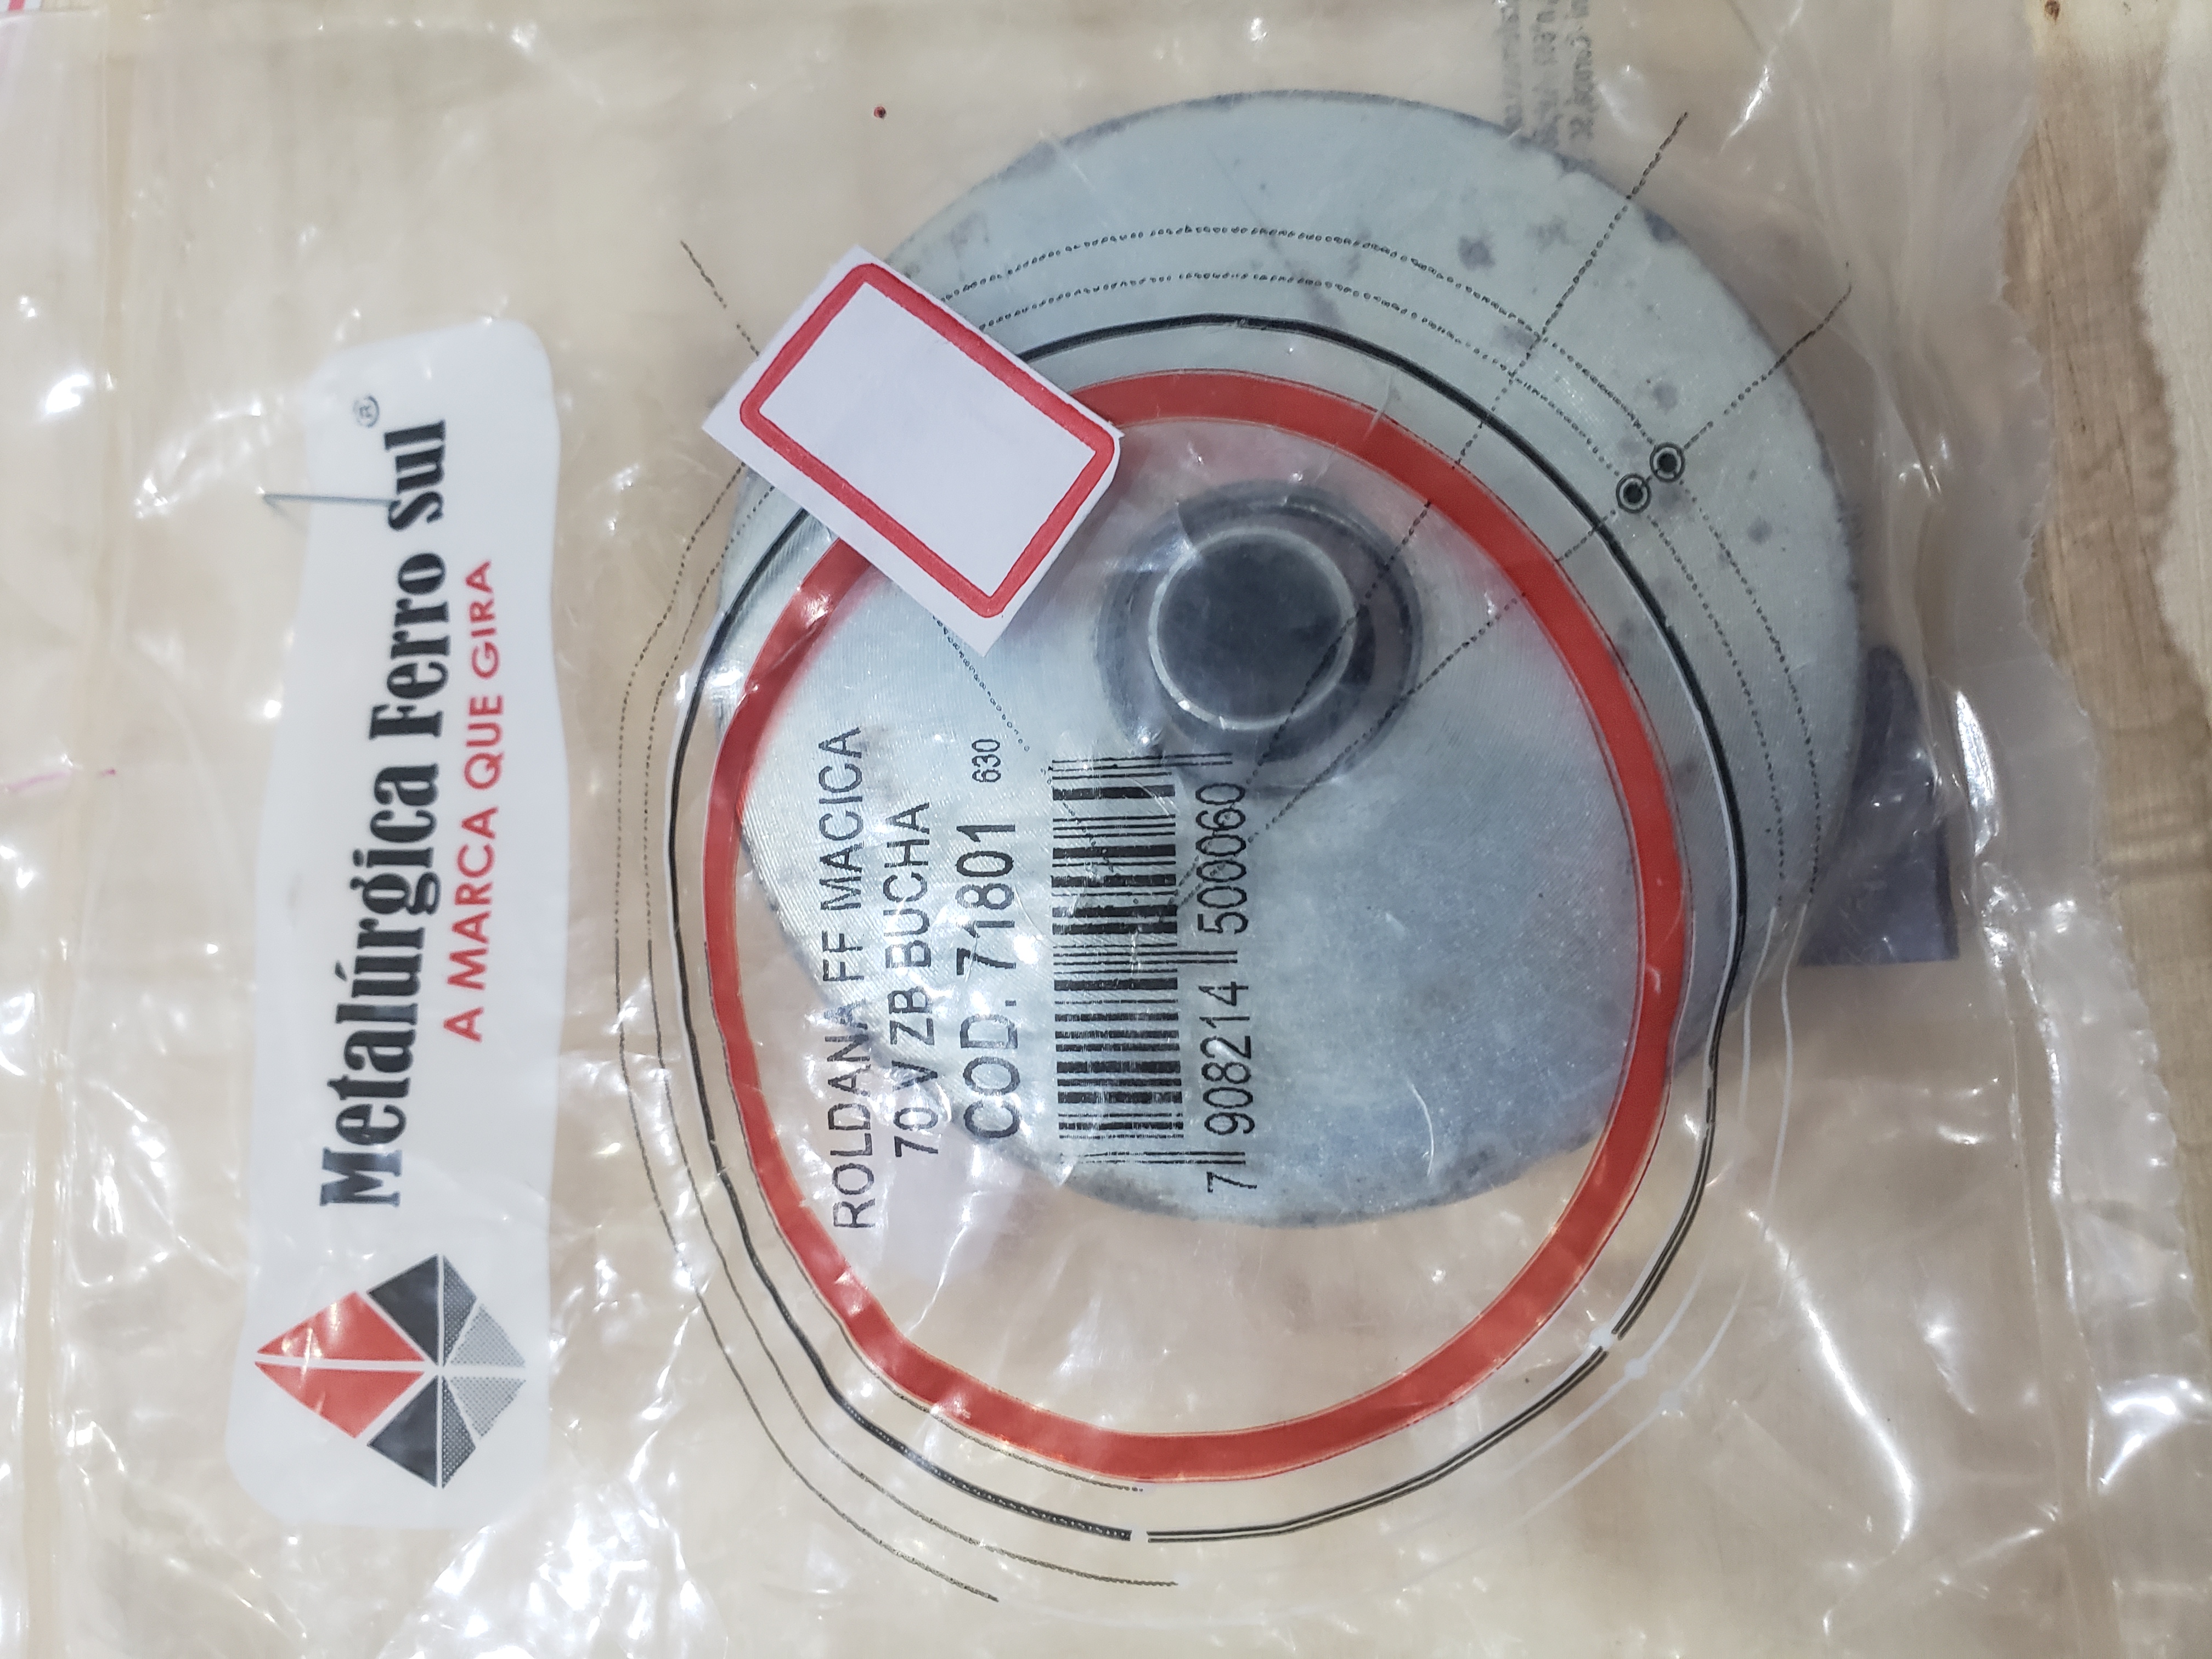 Metalúrgica Ferro Sul®
A MARCA QUE GIRA
ROLDANA FF MACICA
70 V ZB BUCHA
COD. 71801 630
7 908214 500060